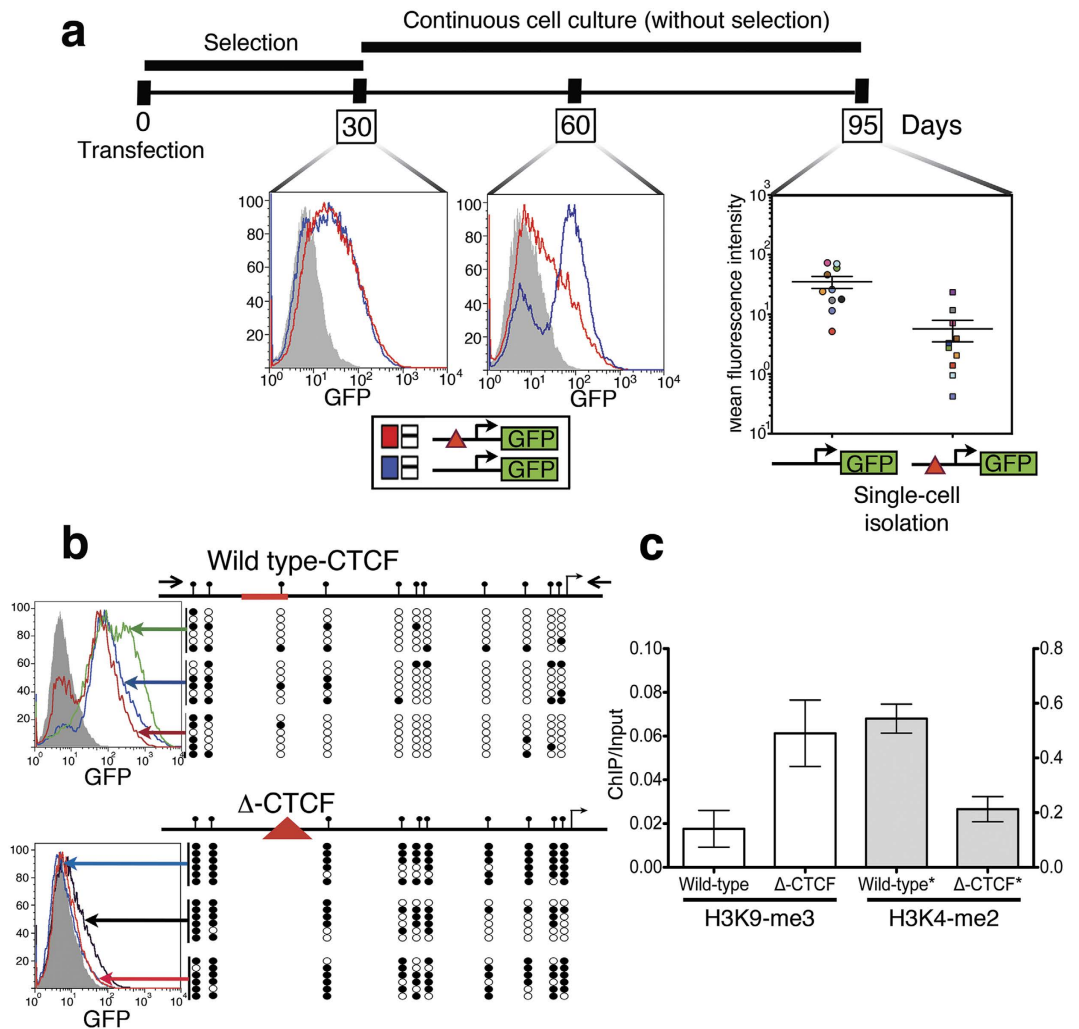 a
Continuous cell culture (without selection)
Selection
0
30
60
95
Days
Transfection
100
80
60
40
20
10^0
10^1
10^2
10^3
10^4
GFP
100
80
60
40
20
10^0
10^1
10^2
10^3
10^4
GFP
Mean fluorescence intensity
10^3
10^2
10^1
10^0
10^1
GFP
GFP
GFP
GFP
Single-cell
isolation
b
Wild type-CTCF
100
80
60
40
20
10^0
10^1
10^2
10^3
10^4
GFP
Δ-CTCF
100
80
60
40
20
10^0
10^1
10^2
10^3
10^4
GFP
c
ChIP/Input
0.10
0.08
0.06
0.04
0.02
0.00
0.8
0.6
0.4
0.2
0.0
Wild-type
Δ-CTCF
Wild-type*
Δ-CTCF*
H3K9-me3
H3K4-me2